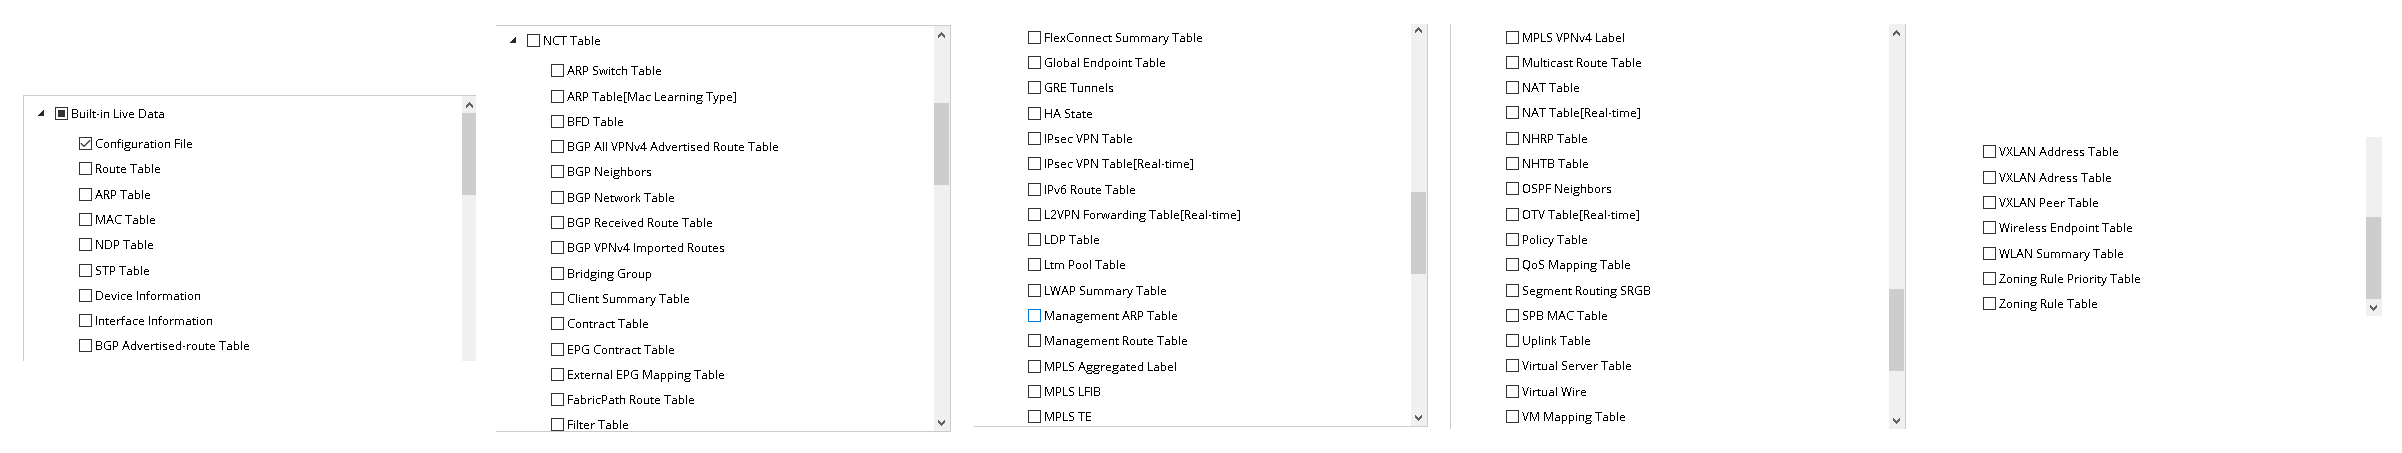 Built-in Live Data
Configuration File
Route Table
ARP Table
MAC Table
NDP Table
STP Table
Device Information
Interface Information
BGP Advertised-route Table
NCT Table
ARP Switch Table
ARP Table[Mac Learning Type]
BFD Table
BGP All VPNv4 Advertised Route Table
BGP Neighbors
BGP Network Table
BGP Received Route Table
BGP VPNv4 Imported Routes
Bridging Group
Client Summary Table
Contract Table
EPG Contract Table
External EPG Mapping Table
FabricPath Route Table
Filter Table
FlexConnect Summary Table
Global Endpoint Table
GRE Tunnels
HA State
IPsec VPN Table
IPsec VPN Table[Real-time]
IPv6 Route Table
L2VPN Forwarding Table[Real-time]
LDP Table
Ltm Pool Table
LWAP Summary Table
Management ARP Table
Management Route Table
MPLS Aggregated Label
MPLS LFIB
MPLS TE
MPLS VPNv4 Label
Multicast Route Table
NAT Table
NAT Table[Real-time]
NHRP Table
NHTB Table
OSPF Neighbors
OTV Table[Real-time]
Policy Table
QoS Mapping Table
Segment Routing SRGB
SPB MAC Table
Uplink Table
Virtual Server Table
Virtual Wire
VM Mapping Table
VXLAN Address Table
VXLAN Adress Table
VXLAN Peer Table
Wireless Endpoint Table
WLAN Summary Table
Zoning Rule Priority Table
Zoning Rule Table